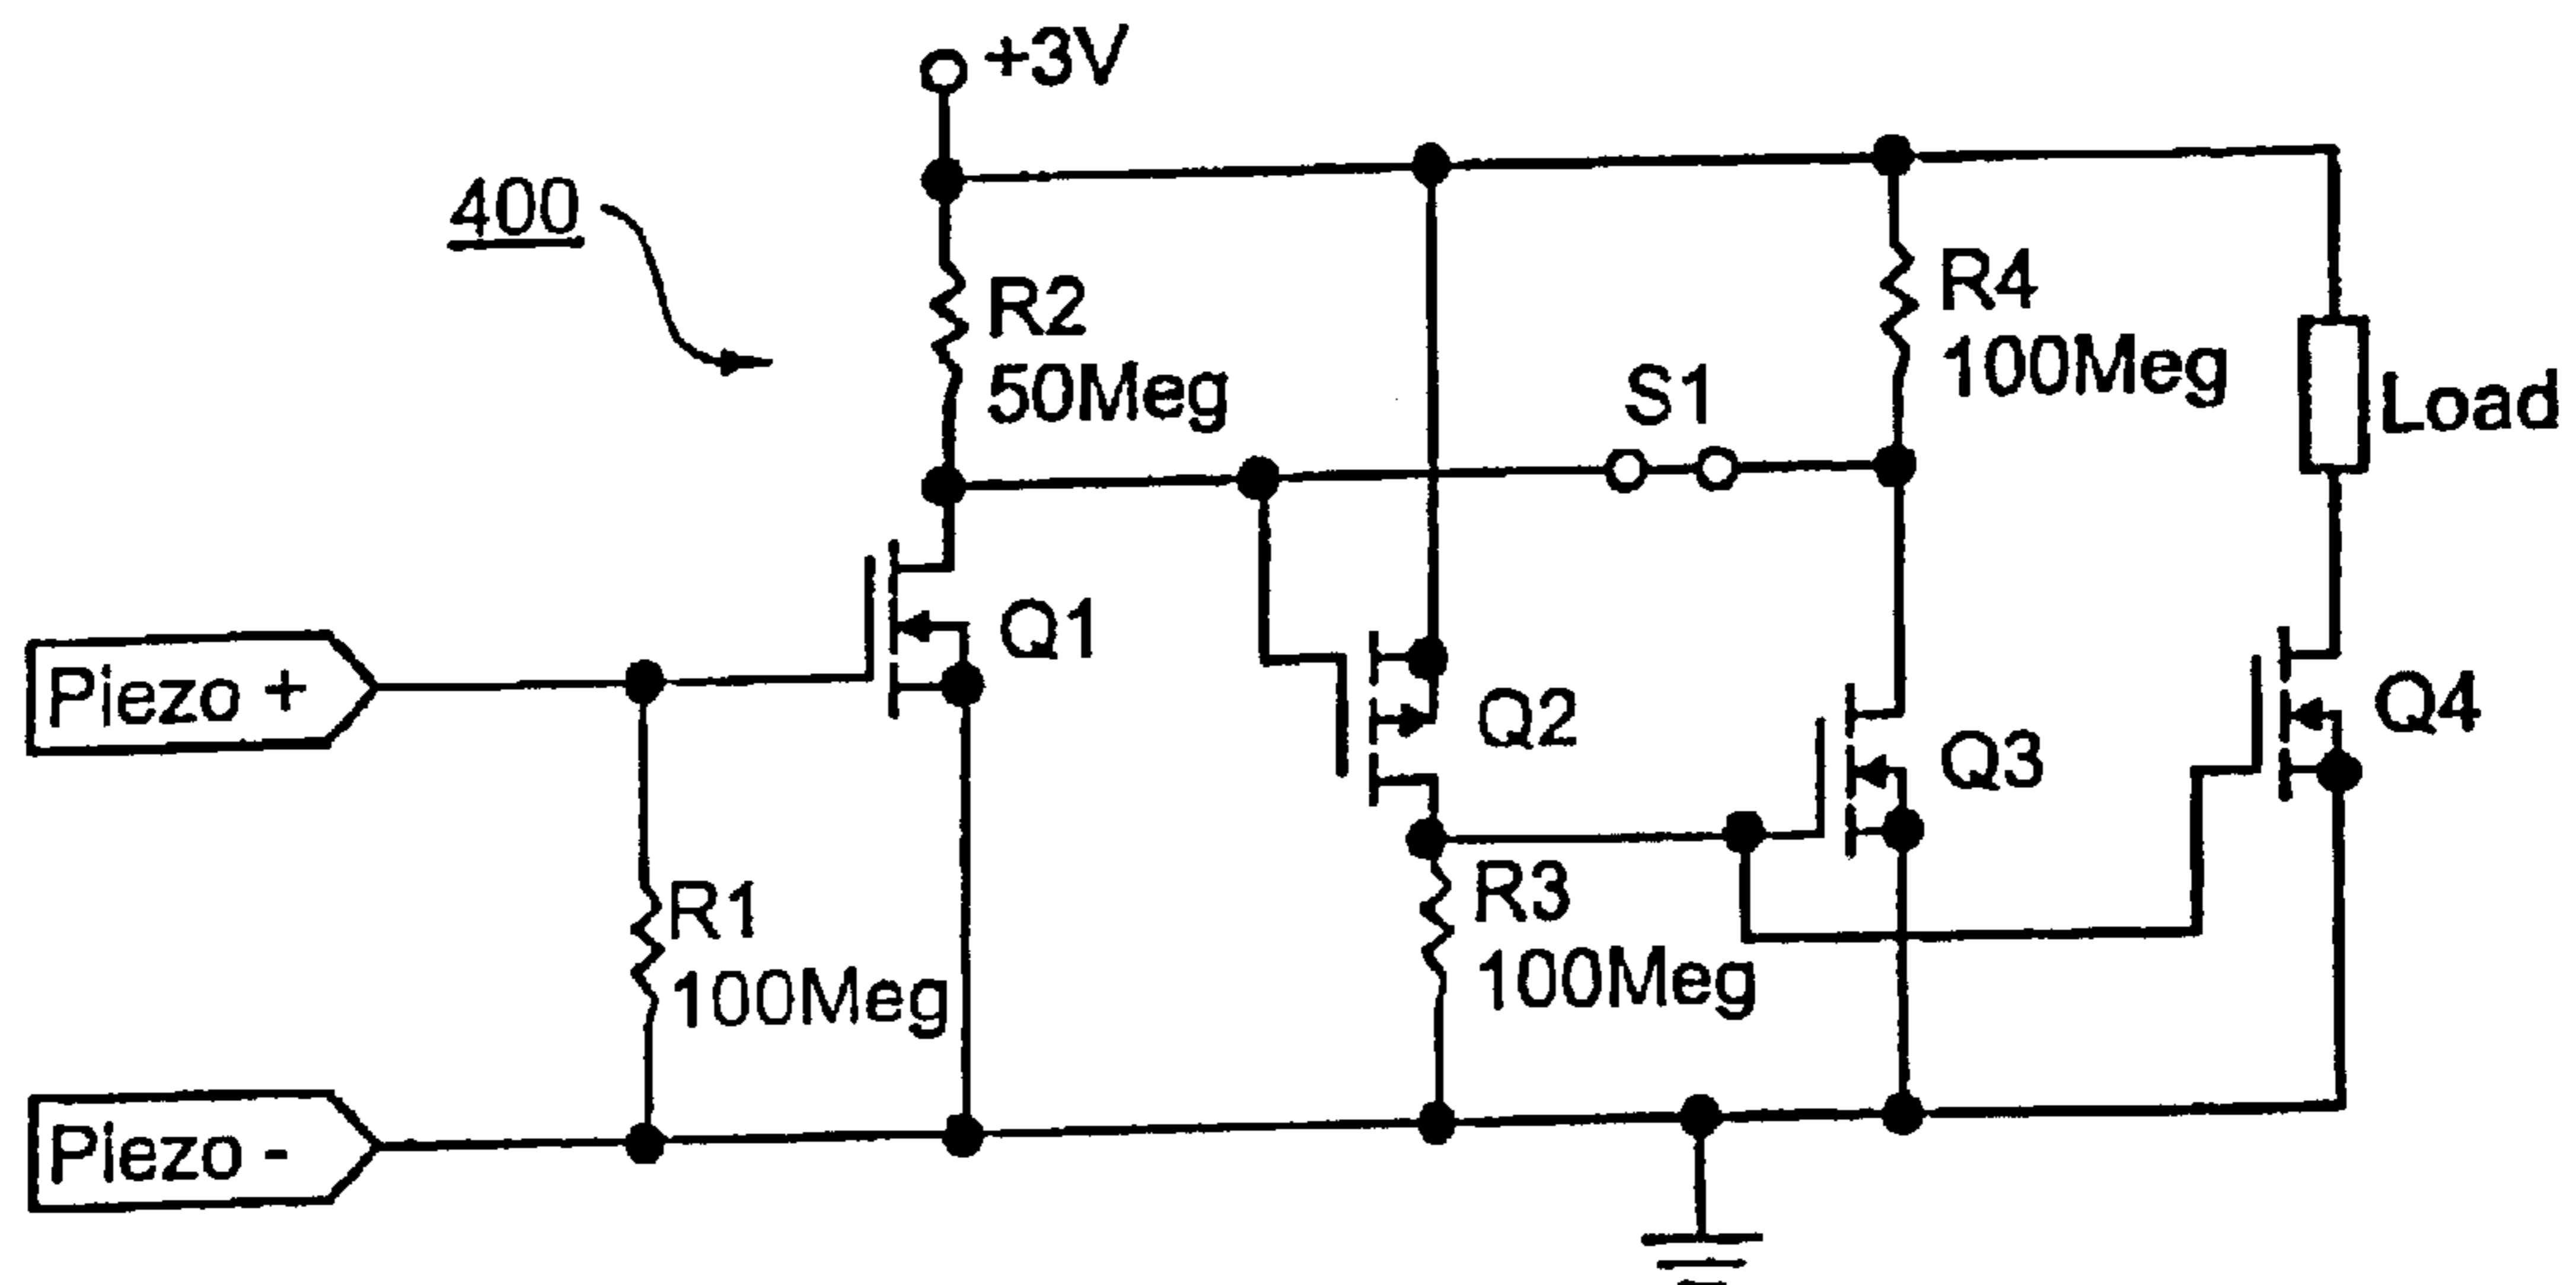 +3V
400
R2
50Meg
R4
100Meg
S1
Load
Q1
Piezo +
Q2
Q3
Q4
R1
100Meg
R3
100Meg
Piezo -